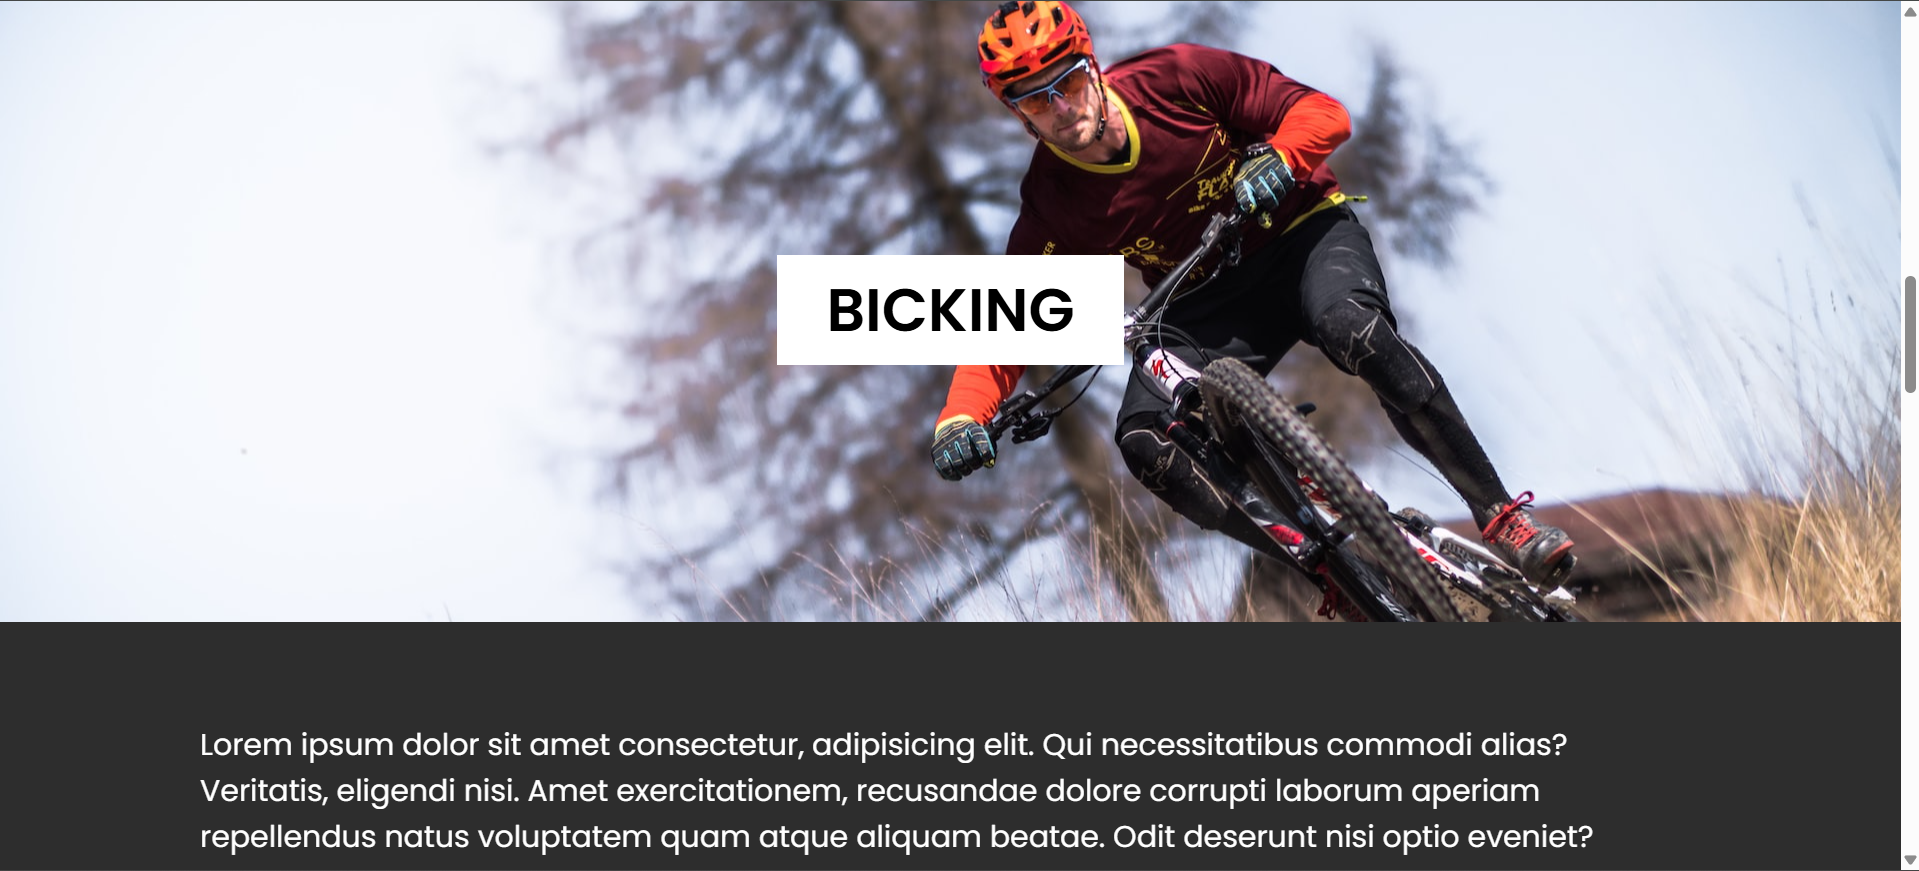 BICKING
Lorem ipsum dolor sit amet consectetur, adipisicing elit. Qui necessitatibus commodi alias?
Veritatis, eligendi nisi. Amet exercitationem, recusandae dolore corrupti laborum aperiam
repellendus natus voluptatem quam atque aliquam beatae. Odit deserunt nisi optio eveniet?